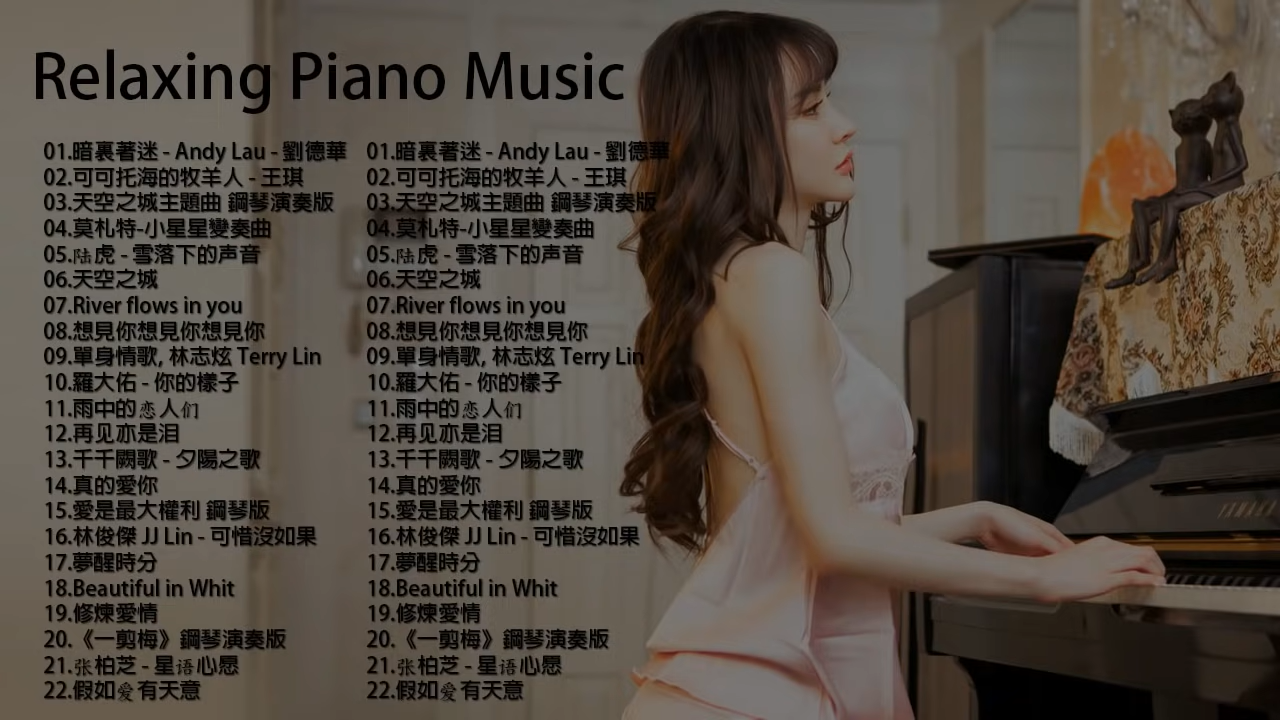 Relaxing Piano Music
01.暗裏著迷 - Andy Lau - 劉德華
02.可可托海的牧羊人 - 王琪
03.天空之城主題曲 鋼琴演奏版
04.莫札特-小星星變奏曲
05.陆虎 - 雪落下的声音
06.天空之城
07.River flows in you
08.想見你想見你想見你
09.單身情歌, 林志炫 Terry Lin
10.羅大佑 - 你的樣子
11.雨中的恋人们
12.再见亦是泪
13.千千闕歌 - 夕陽之歌
14.真的愛你
15.愛是最大權利 鋼琴版
16.林俊傑 JJ Lin - 可惜沒如果
17.夢醒時分
18.Beautiful in Whit
19.修煉愛情
20.《一剪梅》鋼琴演奏版
21.张柏芝 - 星语心愿
22.假如爱有天意
01.暗裏著迷 - Andy Lau - 劉德華
02.可可托海的牧羊人 - 王琪
03.天空之城主題曲 鋼琴演奏版
04.莫札特-小星星變奏曲
05.陆虎 - 雪落下的声音
06.天空之城
07.River flows in you
08.想見你想見你想見你
09.單身情歌, 林志炫 Terry Lin
10.羅大佑 - 你的樣子
11.雨中的恋人们
12.再见亦是泪
13.千千闕歌 - 夕陽之歌
14.真的愛你
15.愛是最大權利 鋼琴版
16.林俊傑 JJ Lin - 可惜沒如果
17.夢醒時分
18.Beautiful in Whit
19.修煉愛情
20.《一剪梅》鋼琴演奏版
21.张柏芝 - 星语心愿
22.假如爱有天意
YAMAHA